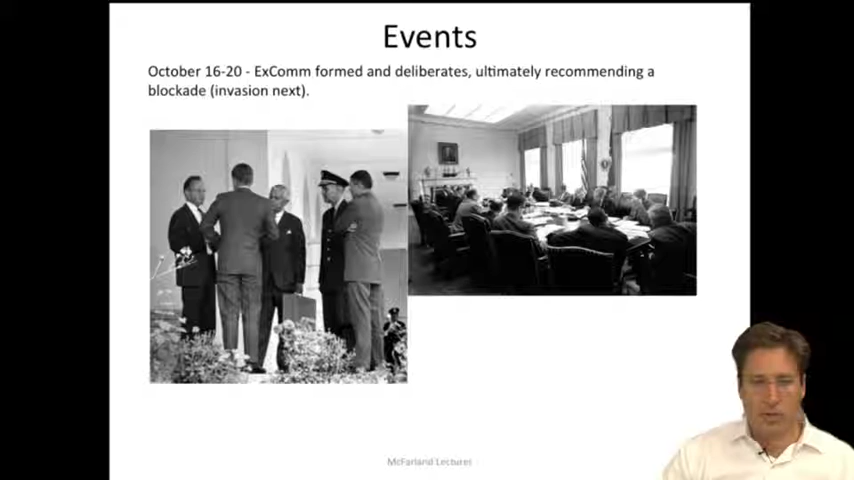 Events
October 16-20 - ExComm formed and deliberates, ultimately recommending a
blockade (invasion next).
McFarland Lectures